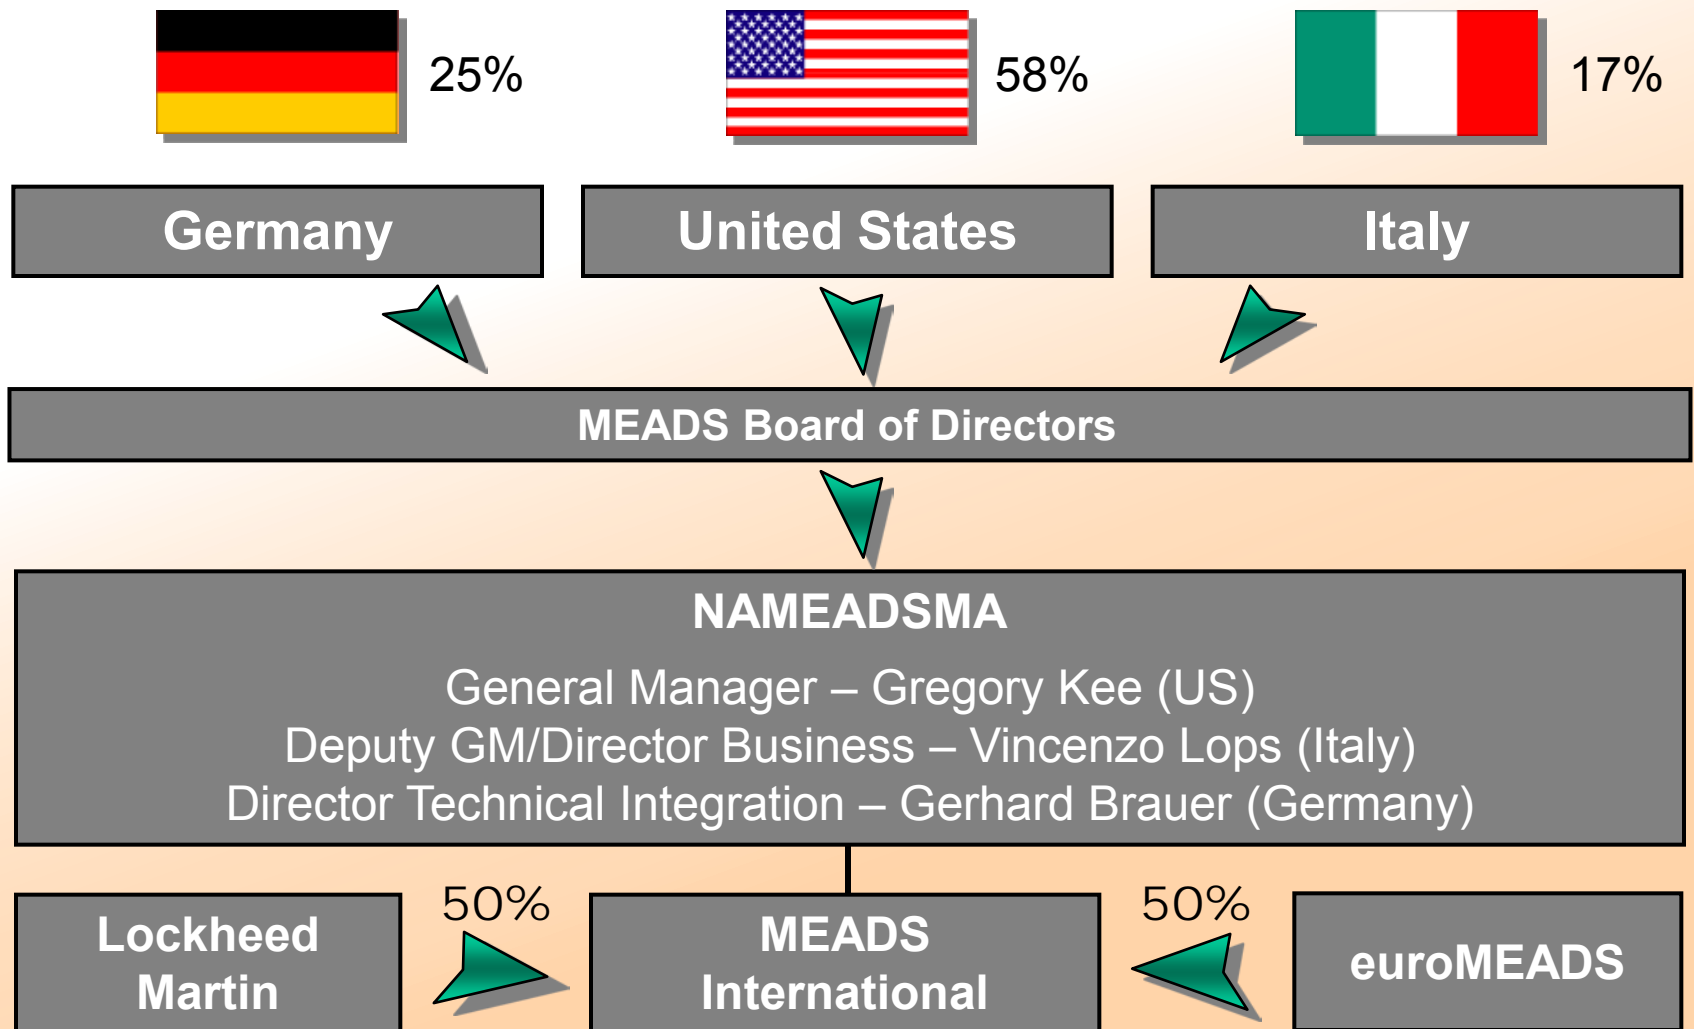 25%
58%
17%
Germany
United States
Italy
MEADS Board of Directors
NAMEADSMA
General Manager – Gregory Kee (US)
Deputy GM/Director Business – Vincenzo Lops (Italy)
Director Technical Integration – Gerhard Brauer (Germany)
Lockheed
Martin
50%
MEADS
International
50%
euroMEADS